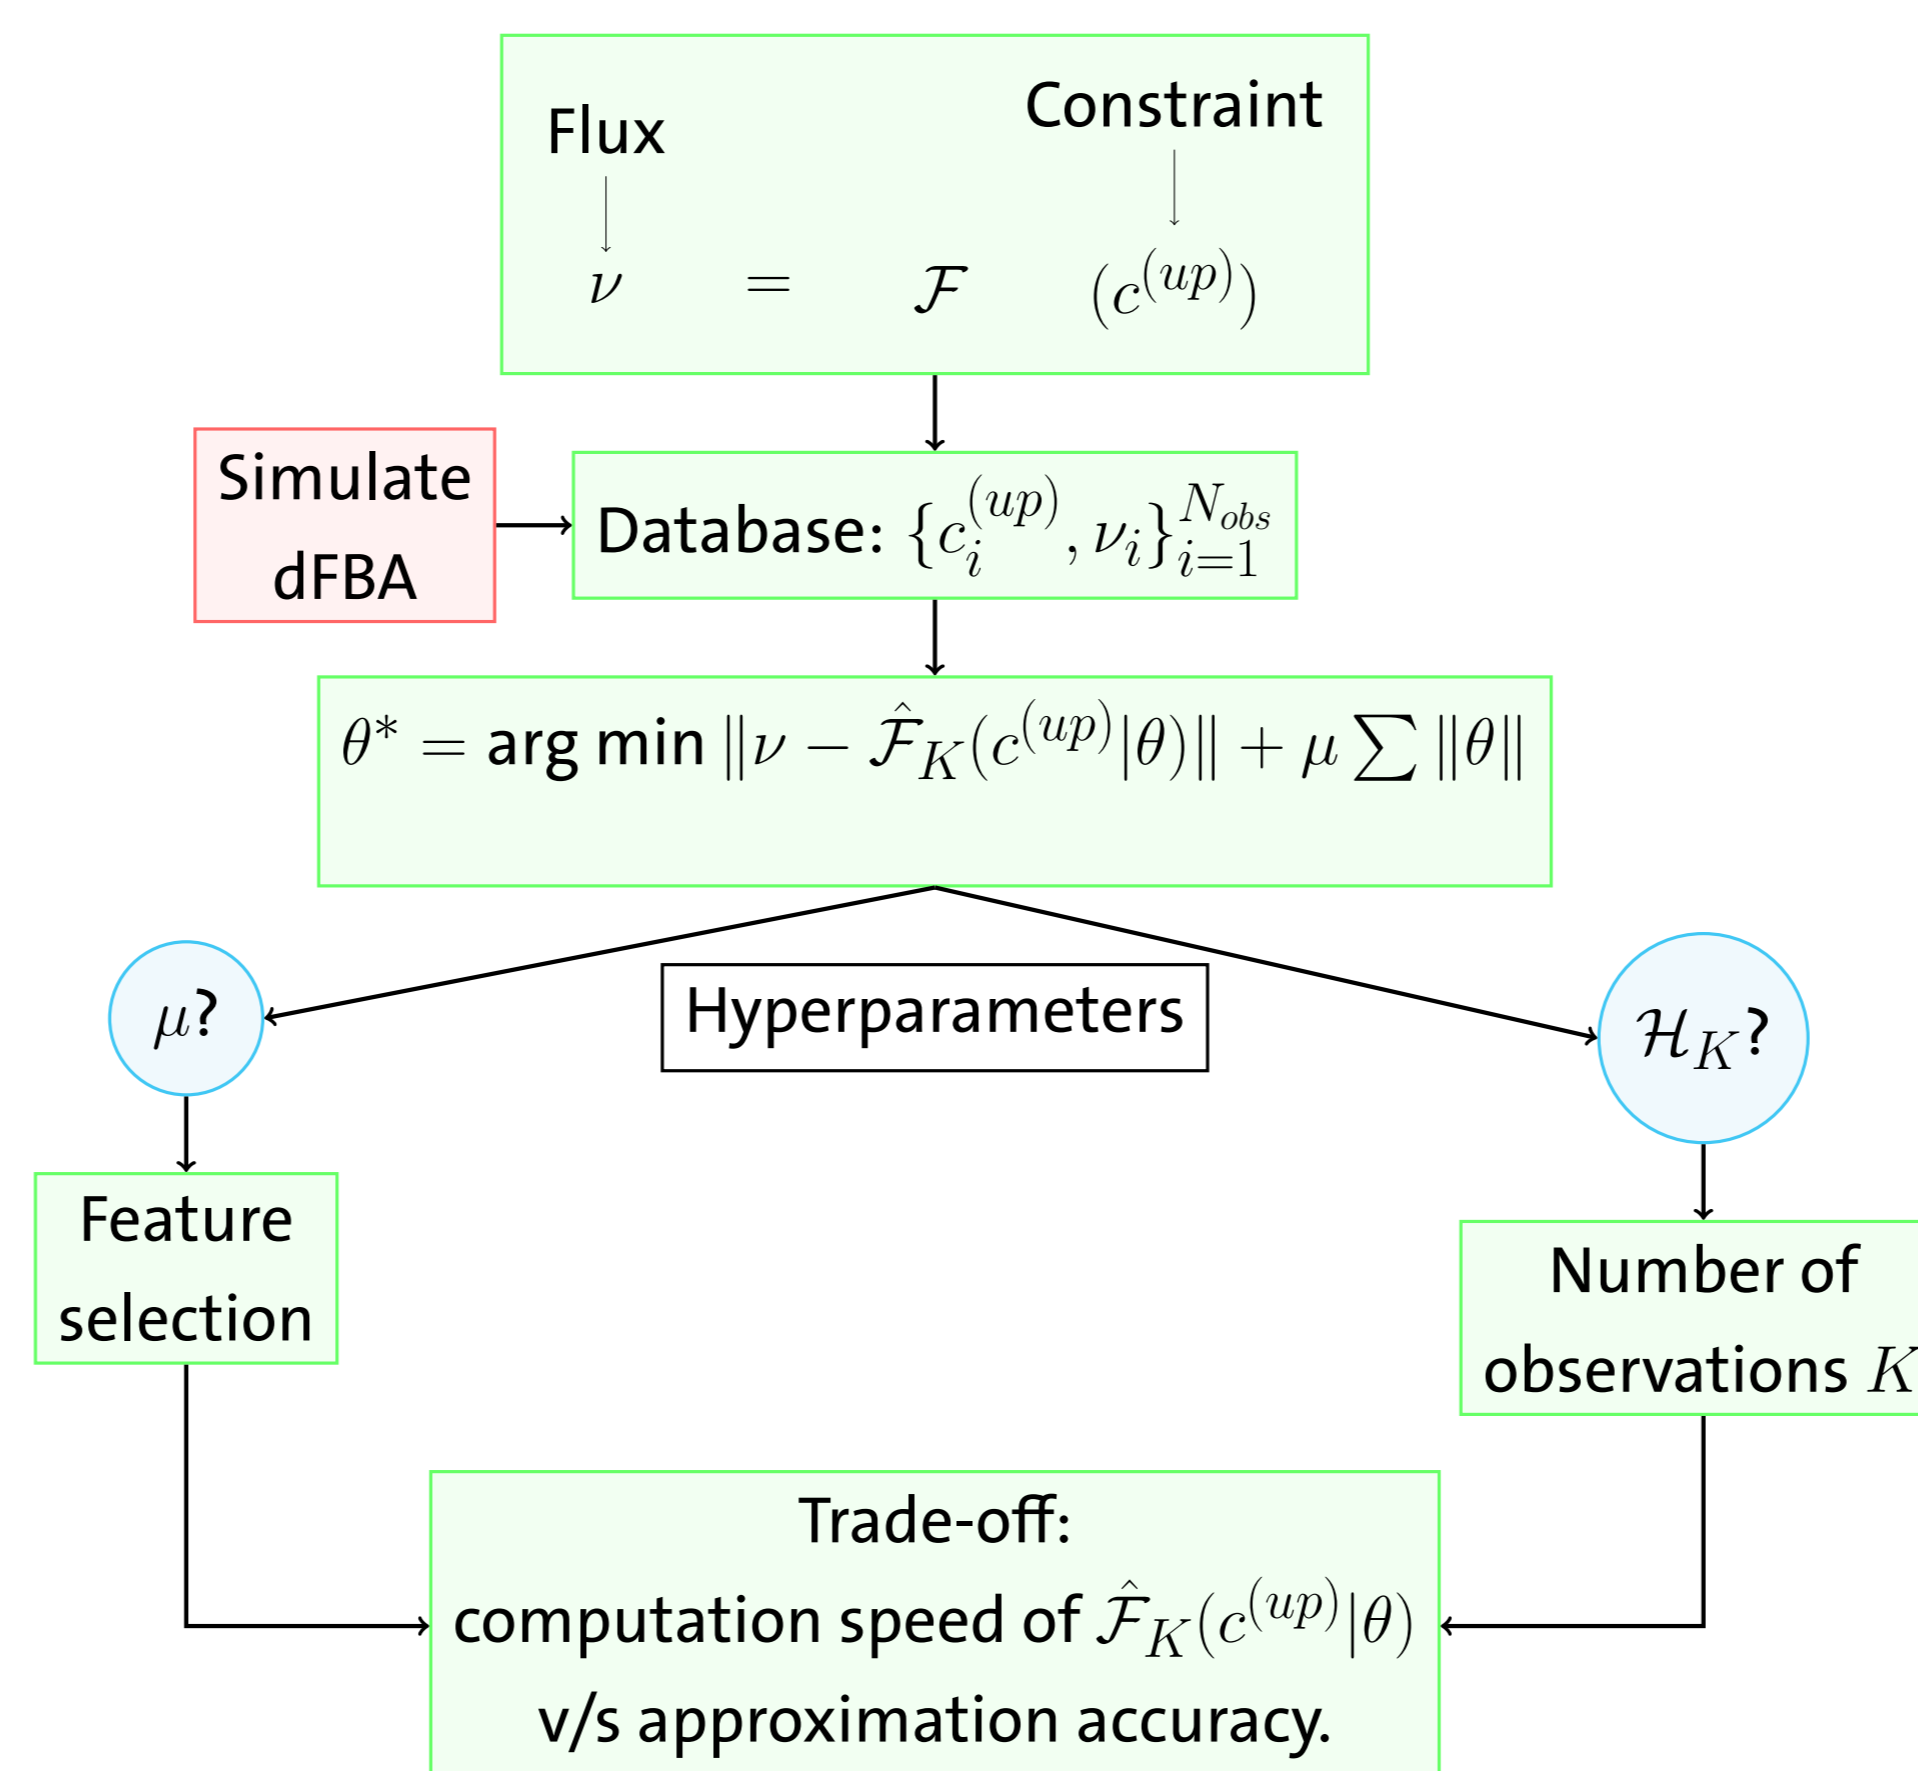 Flux
Constraint
ν = ℱ (c^(up))
Simulate
dFBA
Database: {c_i^(up), ν_i}_{i=1}^{N_obs}
θ* = arg min ‖ν − ℱ̂_K(c^(up)|θ)‖ + μ ∑ ‖θ‖
μ?
Hyperparameters
ℋ_K?
Feature
selection
Number of
observations K
Trade-off:
computation speed of ℱ̂_K(c^(up)|θ)
v/s approximation accuracy.